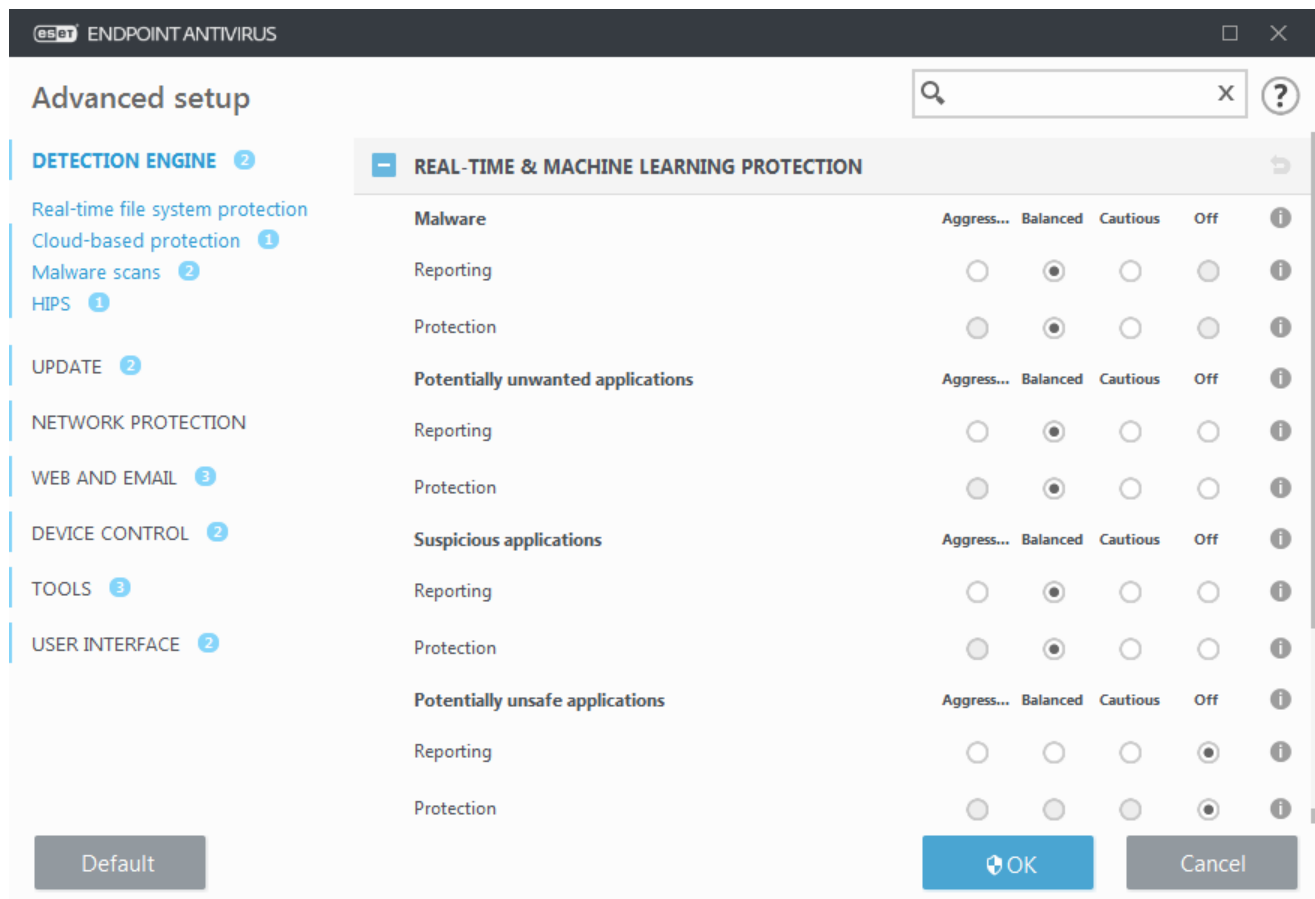 eset ENDPOINT ANTIVIRUS
Advanced setup
X
?
DETECTION ENGINE 2
Real-time file system protection
Cloud-based protection 1
Malware scans 2
HIPS 1
UPDATE 2
NETWORK PROTECTION
WEB AND EMAIL 3
DEVICE CONTROL 2
TOOLS 3
USER INTERFACE 2
REAL-TIME & MACHINE LEARNING PROTECTION
Malware Aggress... Balanced Cautious Off i
Reporting i
Protection i
Potentially unwanted applications Aggress... Balanced Cautious Off i
Reporting i
Protection i
Suspicious applications Aggress... Balanced Cautious Off i
Reporting i
Protection i
Potentially unsafe applications Aggress... Balanced Cautious Off i
Reporting i
Protection i
Default
OK
Cancel